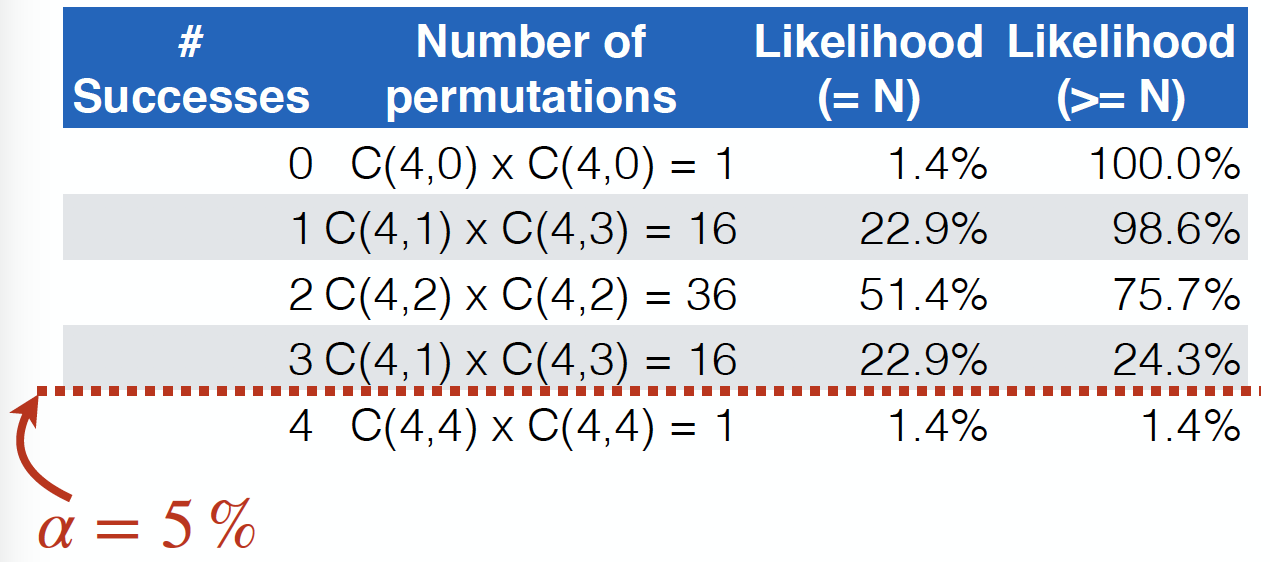 # Successes Number of permutations Likelihood (= N) Likelihood (>= N)
0 C(4,0) x C(4,0) = 1 1.4% 100.0%
1 C(4,1) x C(4,3) = 16 22.9% 98.6%
2 C(4,2) x C(4,2) = 36 51.4% 75.7%
3 C(4,1) x C(4,3) = 16 22.9% 24.3%
4 C(4,4) x C(4,4) = 1 1.4% 1.4%
α = 5 %